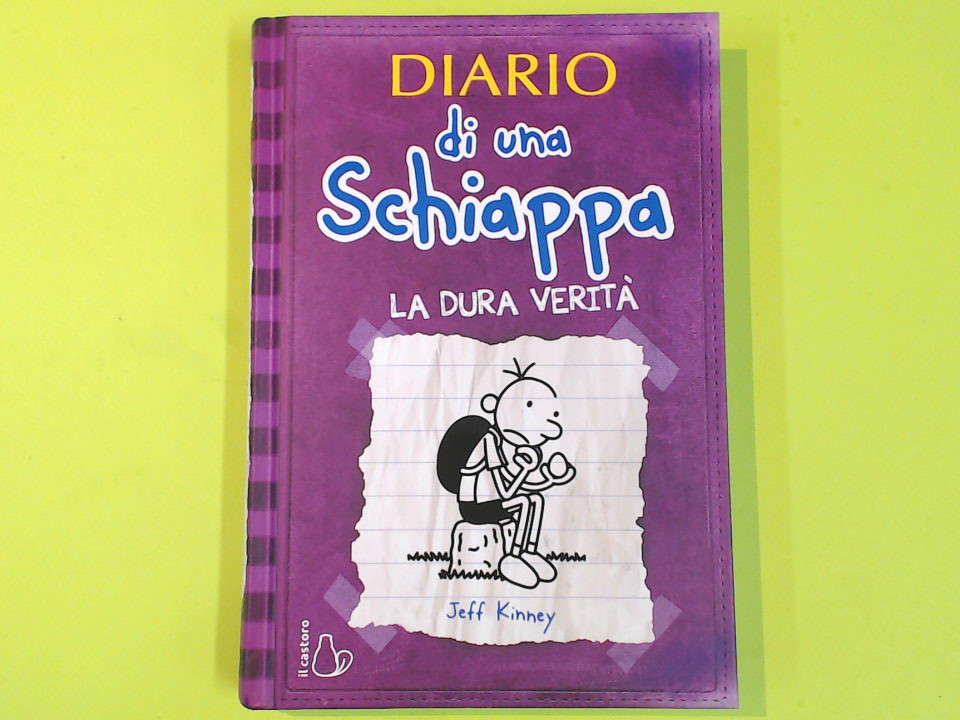 DIARIO
di una
Schiappa
LA DURA VERITÀ
Jeff Kinney
il castoro